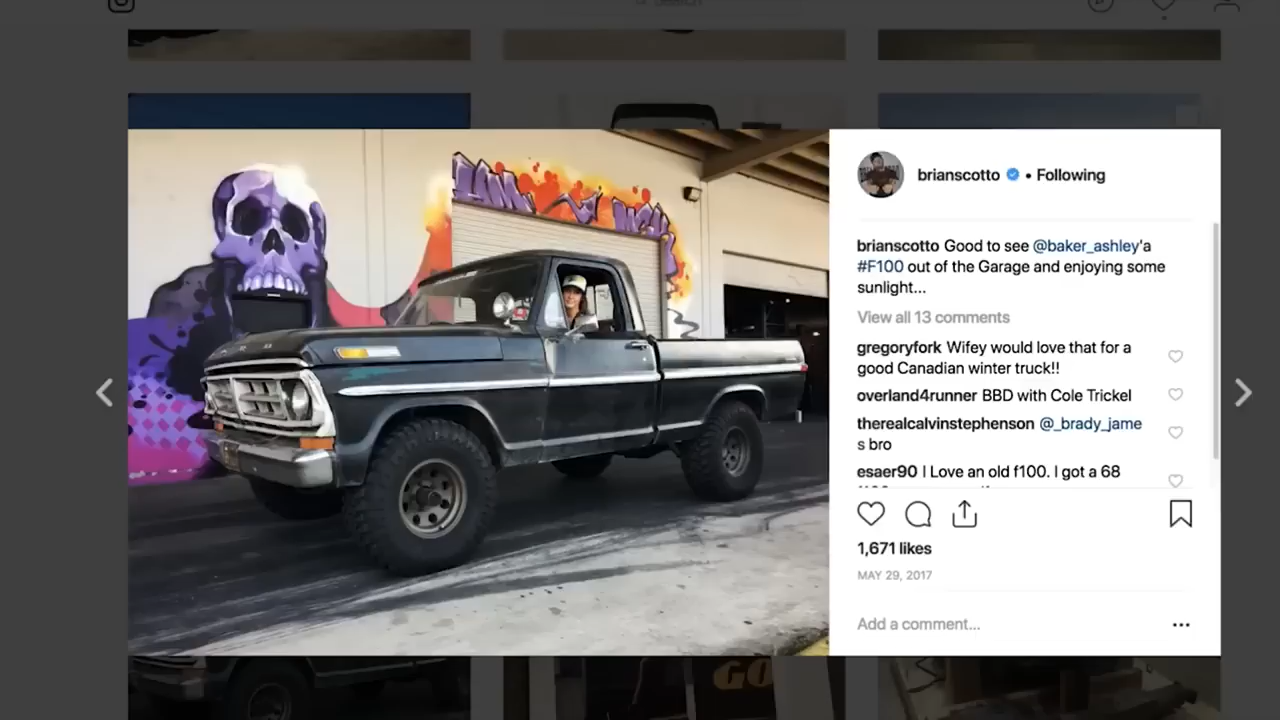 brianscotto • Following
brianscotto Good to see @baker_ashley'a
#F100 out of the Garage and enjoying some
sunlight...
View all 13 comments
gregoryfork Wifey would love that for a
good Canadian winter truck!!
overland4runner BBD with Cole Trickel
therealcalvinstephenson @_brady_jame
s bro
esaer90 I Love an old f100. I got a 68
1,671 likes
MAY 29, 2017
Add a comment...
GO